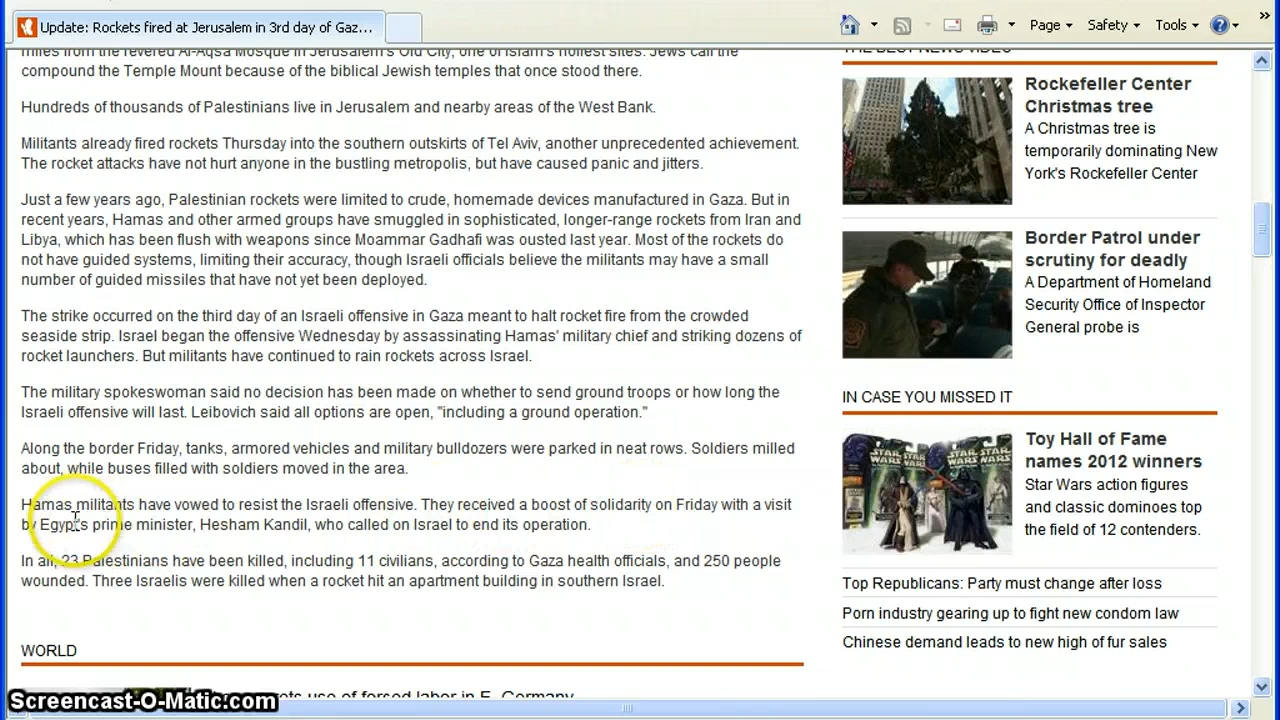 Update: Rockets fired at Jerusalem in 3rd day of Gaz...
Page
Safety
Tools
miles from the revered Al-Aqsa Mosque in Jerusalem's Old City, one of Islam's holiest sites. Jews call the
compound the Temple Mount because of the biblical Jewish temples that once stood there.
Hundreds of thousands of Palestinians live in Jerusalem and nearby areas of the West Bank.
Militants already fired rockets Thursday into the southern outskirts of Tel Aviv, another unprecedented achievement.
The rocket attacks have not hurt anyone in the bustling metropolis, but have caused panic and jitters.
Just a few years ago, Palestinian rockets were limited to crude, homemade devices manufactured in Gaza. But in
recent years, Hamas and other armed groups have smuggled in sophisticated, longer-range rockets from Iran and
Libya, which has been flush with weapons since Moammar Gadhafi was ousted last year. Most of the rockets do
not have guided systems, limiting their accuracy, though Israeli officials believe the militants may have a small
number of guided missiles that have not yet been deployed.
The strike occurred on the third day of an Israeli offensive in Gaza meant to halt rocket fire from the crowded
seaside strip. Israel began the offensive Wednesday by assassinating Hamas' military chief and striking dozens of
rocket launchers. But militants have continued to rain rockets across Israel.
The military spokeswoman said no decision has been made on whether to send ground troops or how long the
Israeli offensive will last. Leibovich said all options are open, "including a ground operation."
Along the border Friday, tanks, armored vehicles and military bulldozers were parked in neat rows. Soldiers milled
about, while buses filled with soldiers moved in the area.
Hamas militants have vowed to resist the Israeli offensive. They received a boost of solidarity on Friday with a visit
by Egypt's prime minister, Hesham Kandil, who called on Israel to end its operation.
In all, 23 Palestinians have been killed, including 11 civilians, according to Gaza health officials, and 250 people
wounded. Three Israelis were killed when a rocket hit an apartment building in southern Israel.
WORLD
use of forsed labor in E. Germany
THE BEST NEWS VIDEO
Rockefeller Center
Christmas tree
A Christmas tree is
temporarily dominating New
York's Rockefeller Center
Border Patrol under
scrutiny for deadly
A Department of Homeland
Security Office of Inspector
General probe is
IN CASE YOU MISSED IT
Toy Hall of Fame
names 2012 winners
Star Wars action figures
and classic dominoes top
the field of 12 contenders.
STAR WARS
STAR WARS
Top Republicans: Party must change after loss
Porn industry gearing up to fight new condom law
Chinese demand leads to new high of fur sales
Screencast-O-Matic.com